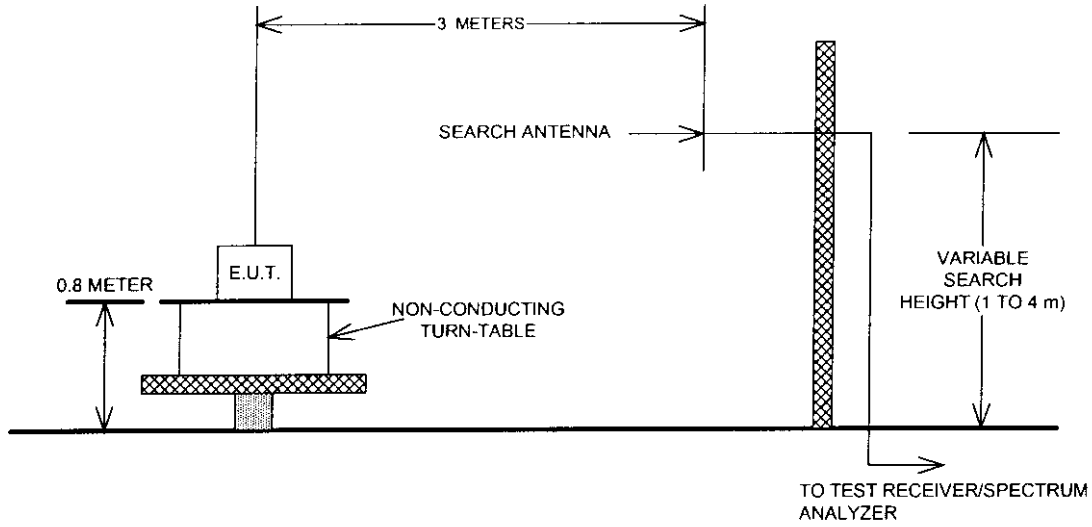 3 METERS
SEARCH ANTENNA
E.U.T.
0.8 METER
NON-CONDUCTING
TURN-TABLE
VARIABLE
SEARCH
HEIGHT (1 TO 4 m)
TO TEST RECEIVER/SPECTRUM
ANALYZER